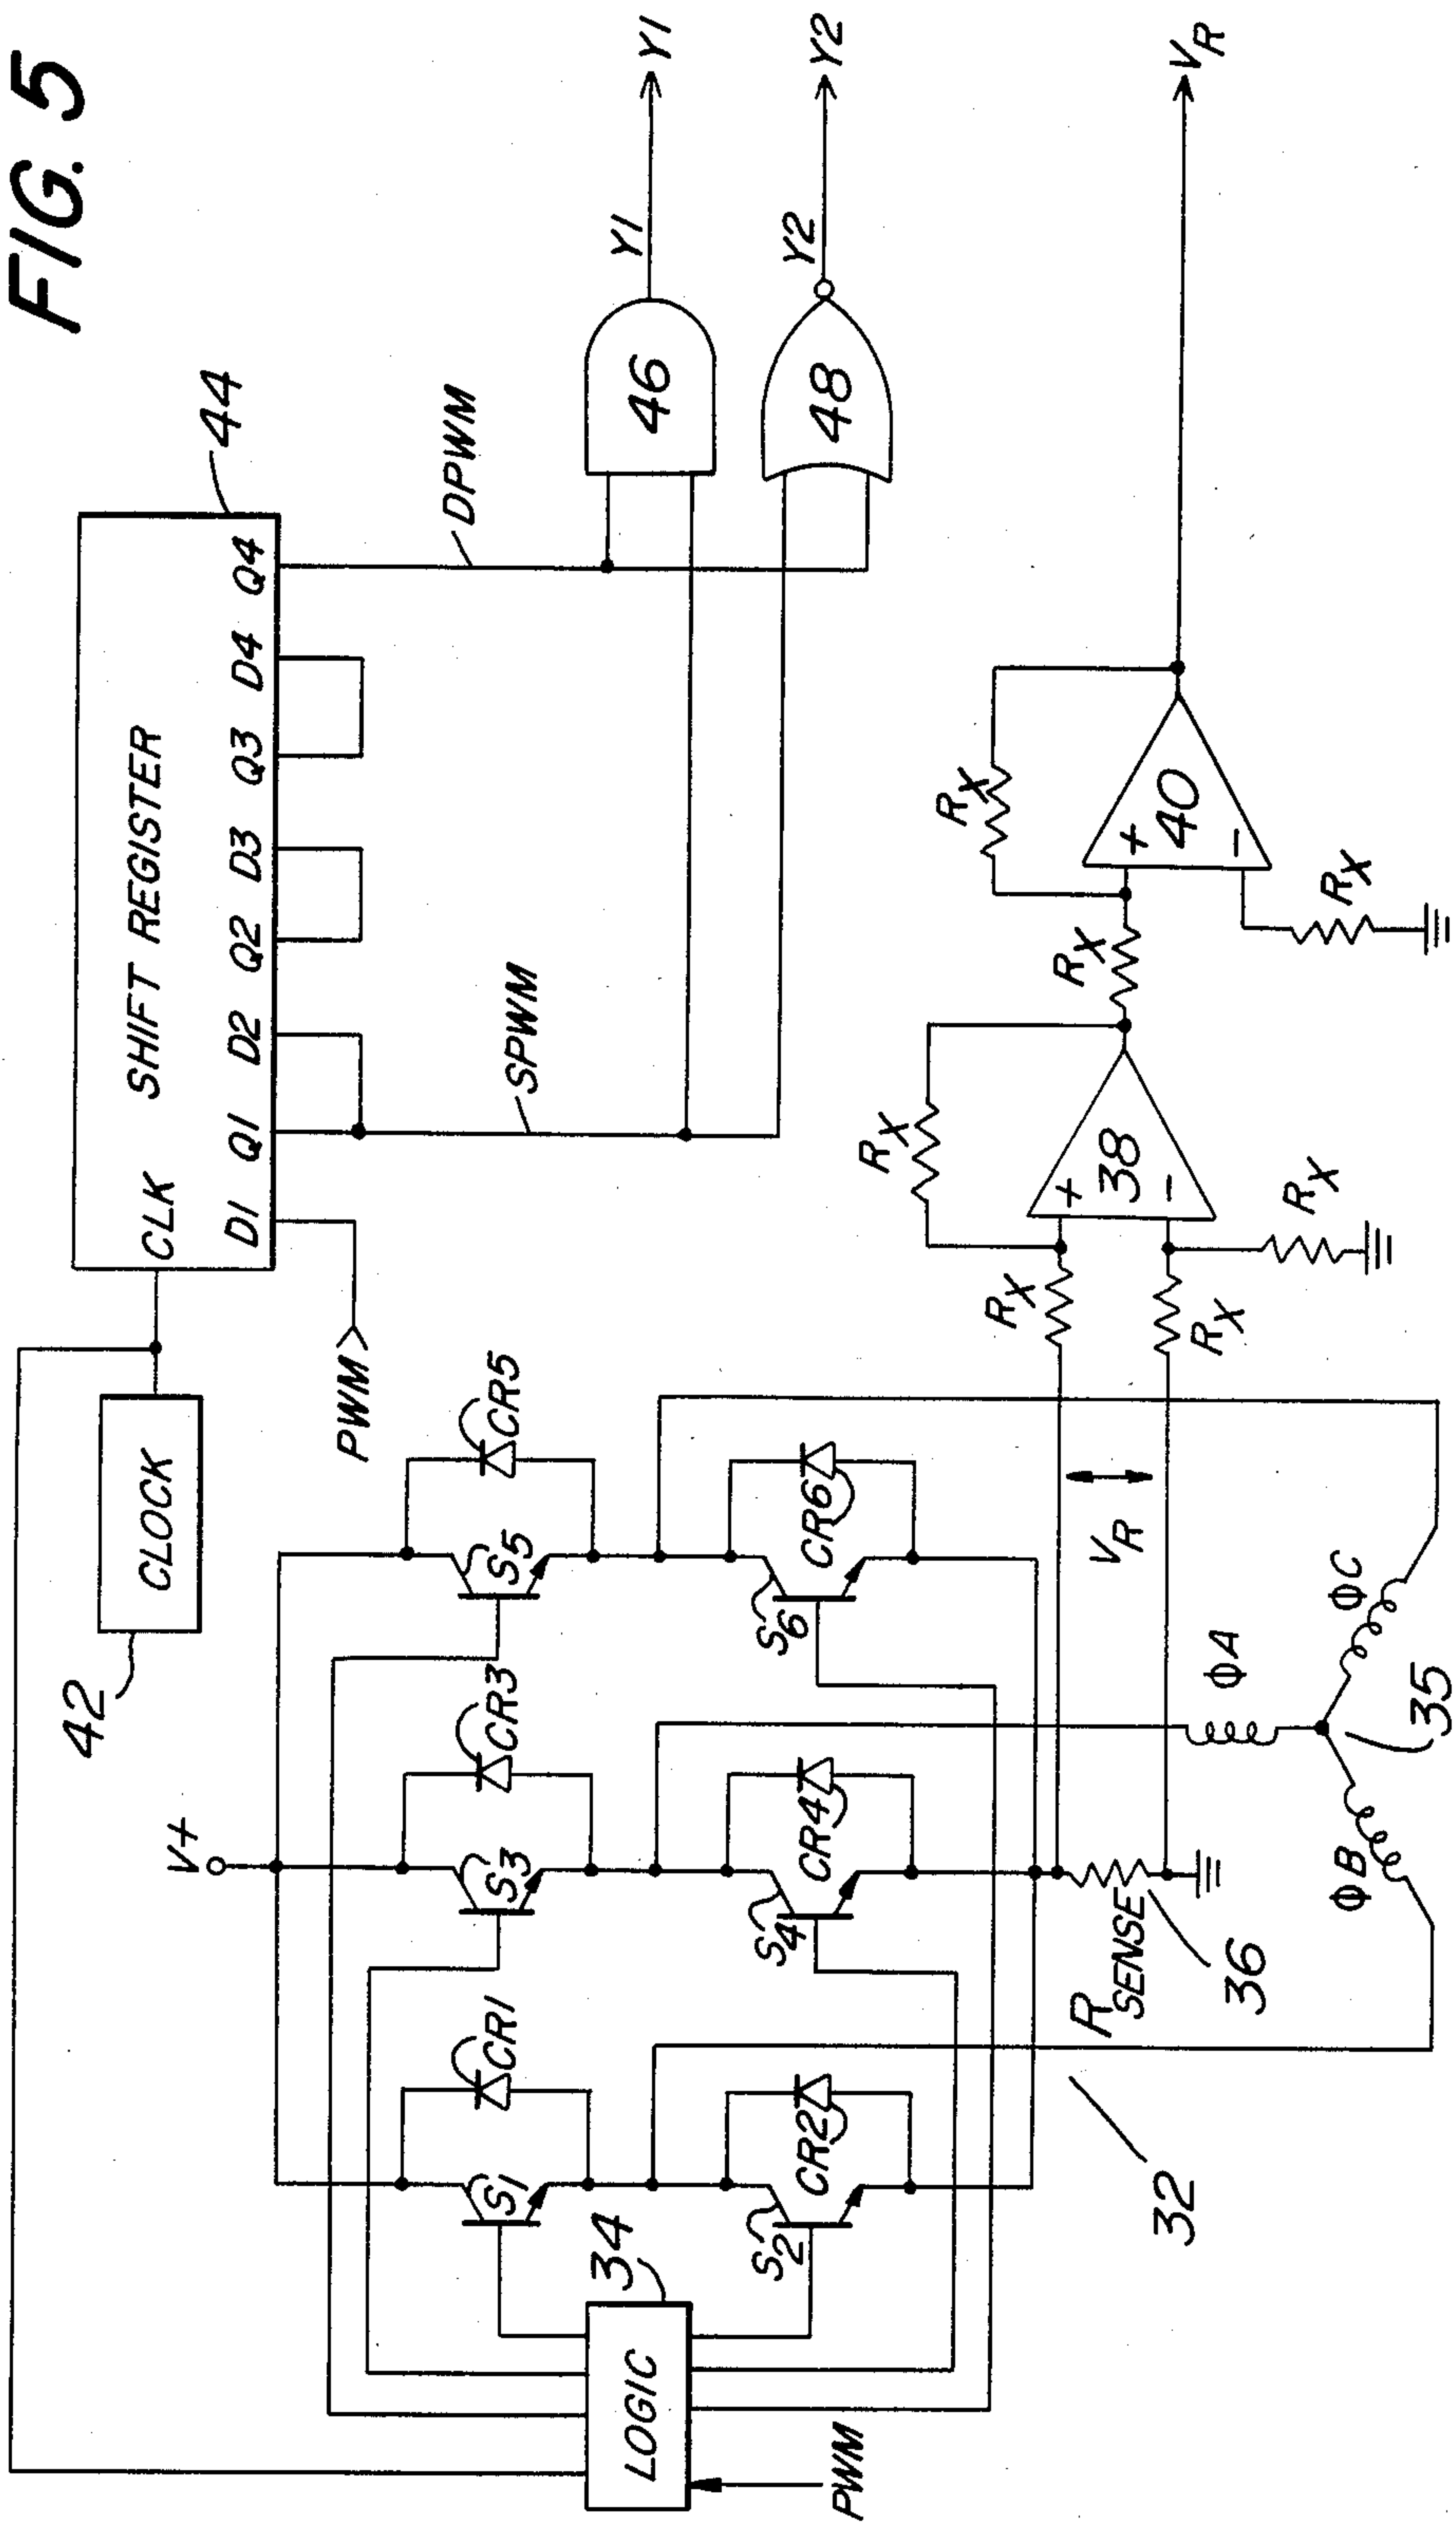 FIG. 5
42
CLOCK
44
SHIFT REGISTER
CLK
D1 Q1 D2 Q2 D3 Q3 D4 Q4
PWM
SPWM
DPWM
46
Y1
Y1
48
Y2
Y2
V+
S1
CR1
S3
CR3
S5
CR5
34
LOGIC
PWM
S2
CR2
S4
CR4
S6
CR6
32
RSENSE
36
VR
RX
RX
RX
38
+
-
RX
RX
RX
40
+
-
RX
VR
ΦA
ΦB
ΦC
35